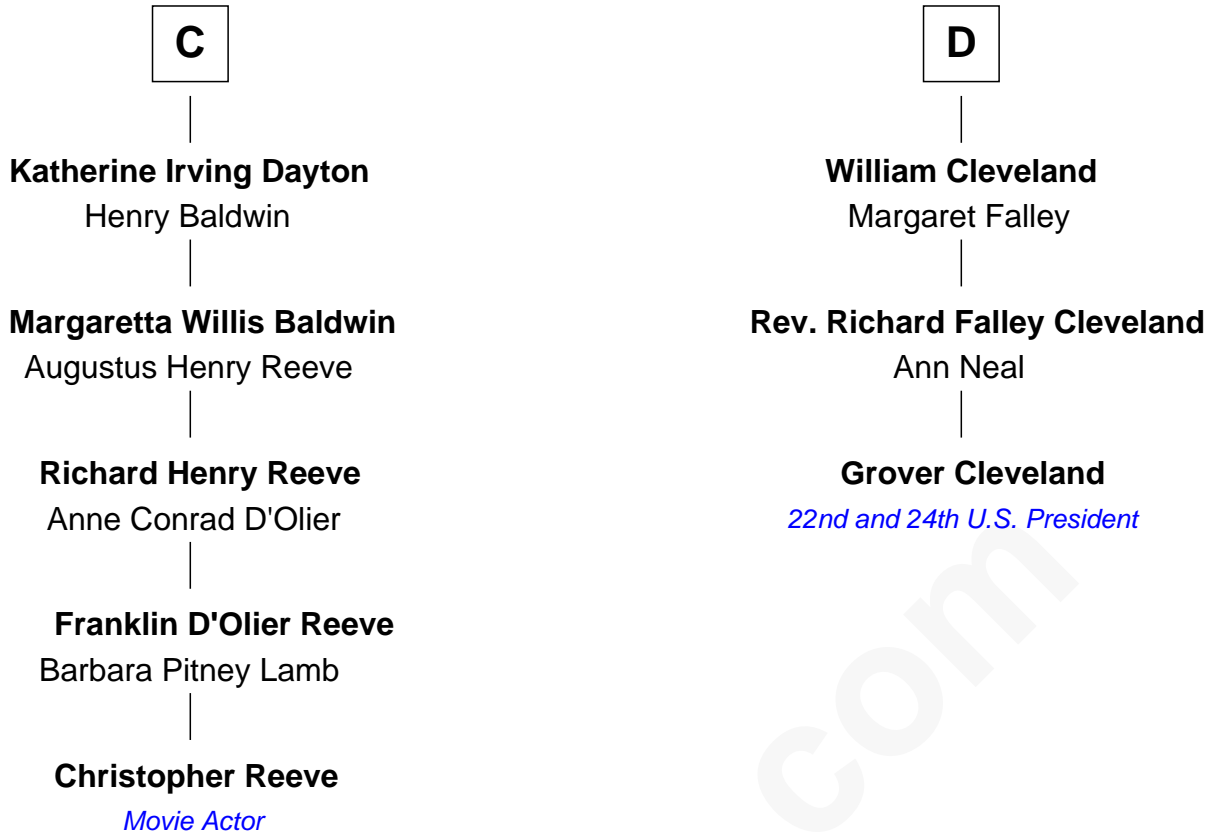 C
Katherine Irving Dayton
Henry Baldwin
Margaretta Willis Baldwin
Augustus Henry Reeve
Richard Henry Reeve
Anne Conrad D'Olier
Franklin D'Olier Reeve
Barbara Pitney Lamb
Christopher Reeve
Movie Actor
D
William Cleveland
Margaret Falley
Rev. Richard Falley Cleveland
Ann Neal
Grover Cleveland
22nd and 24th U.S. President
com